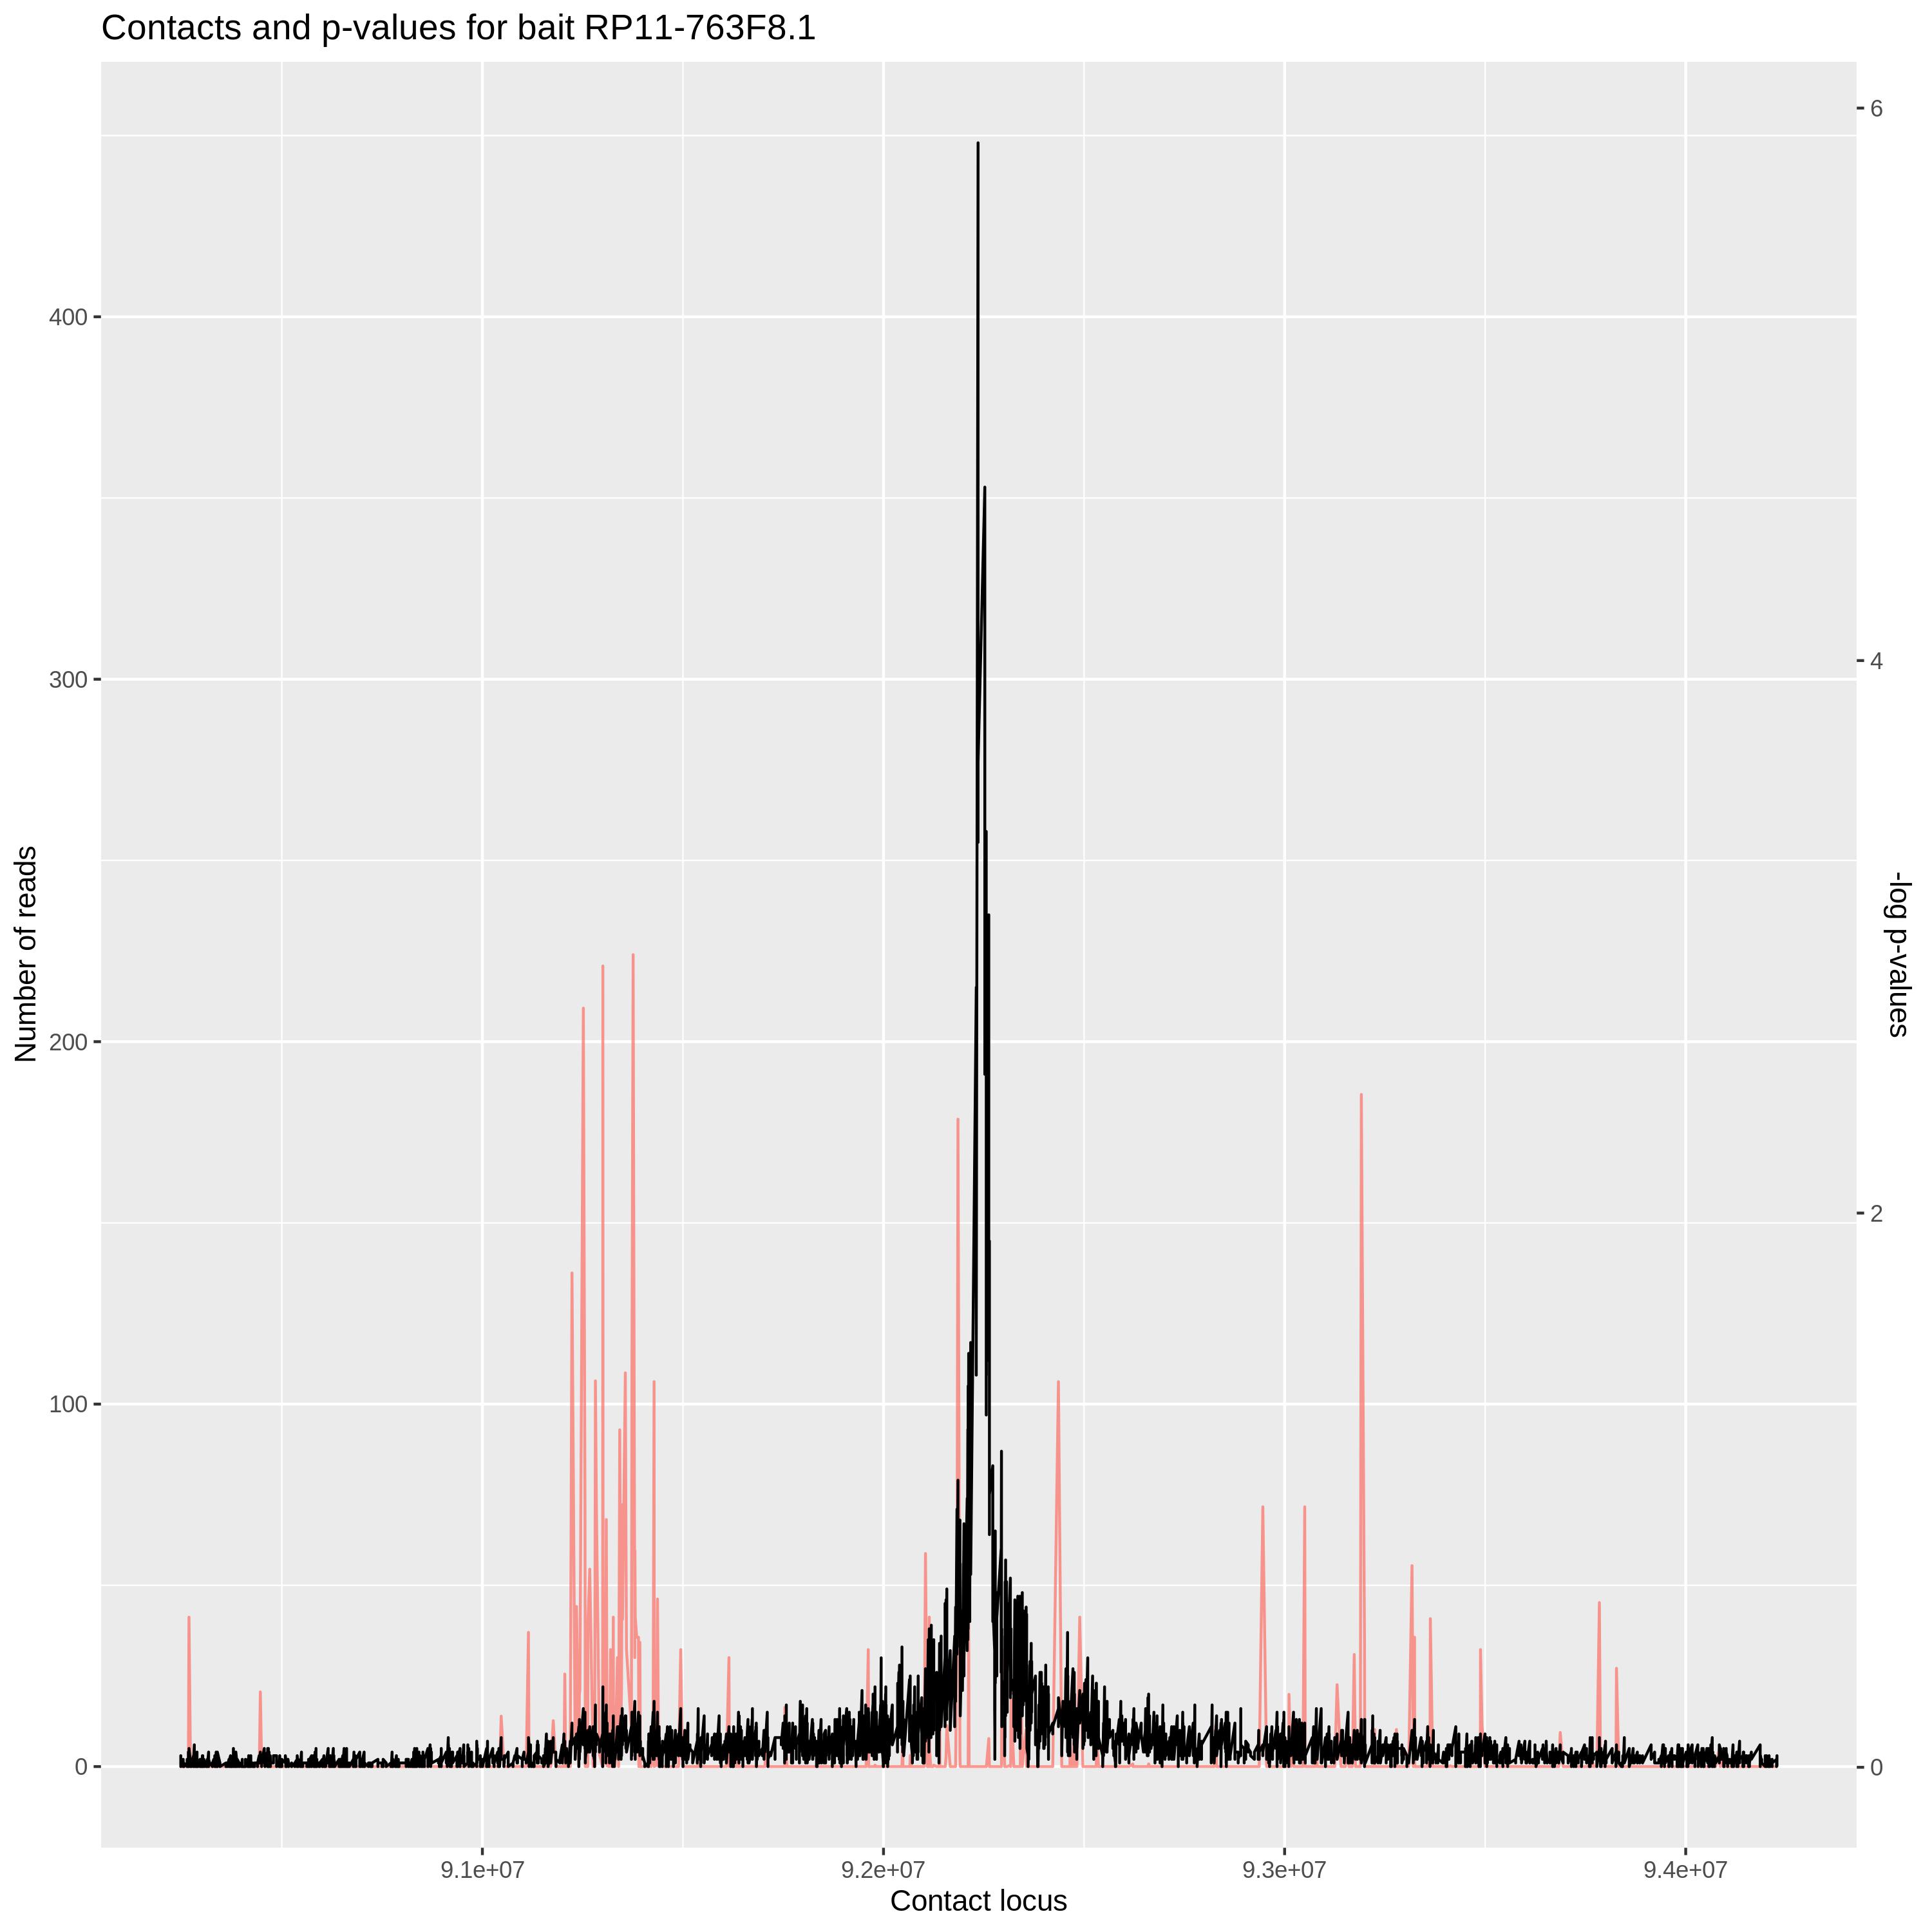 Contacts and p-values for bait RP11-763F8.1
6
400
4
300
Number of reads
-log p-values
200
2
100
0
0
9.1e+07 9.2e+07 9.3e+07 9.4e+07
Contact locus